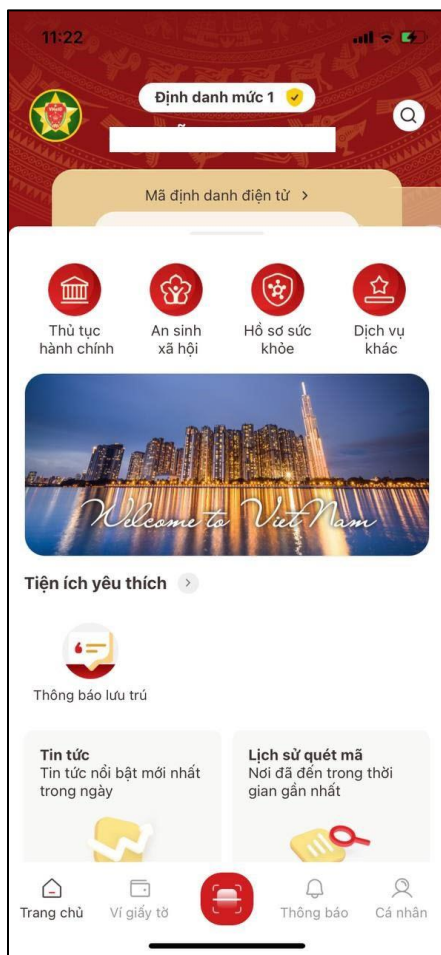 11:22
Định danh mức 1
Mã định danh điện tử >
Thủ tục
hành chính
An sinh
xã hội
Hồ sơ sức
khỏe
Dịch vụ
khác
Welcome to Viet Nam
Tiện ích yêu thích >
Thông báo lưu trú
Tin tức
Tin tức nổi bật mới nhất
trong ngày
Lịch sử quét mã
Nơi đã đến trong thời
gian gần nhất
Trang chủ
Ví giấy tờ
Thông báo
Cá nhân